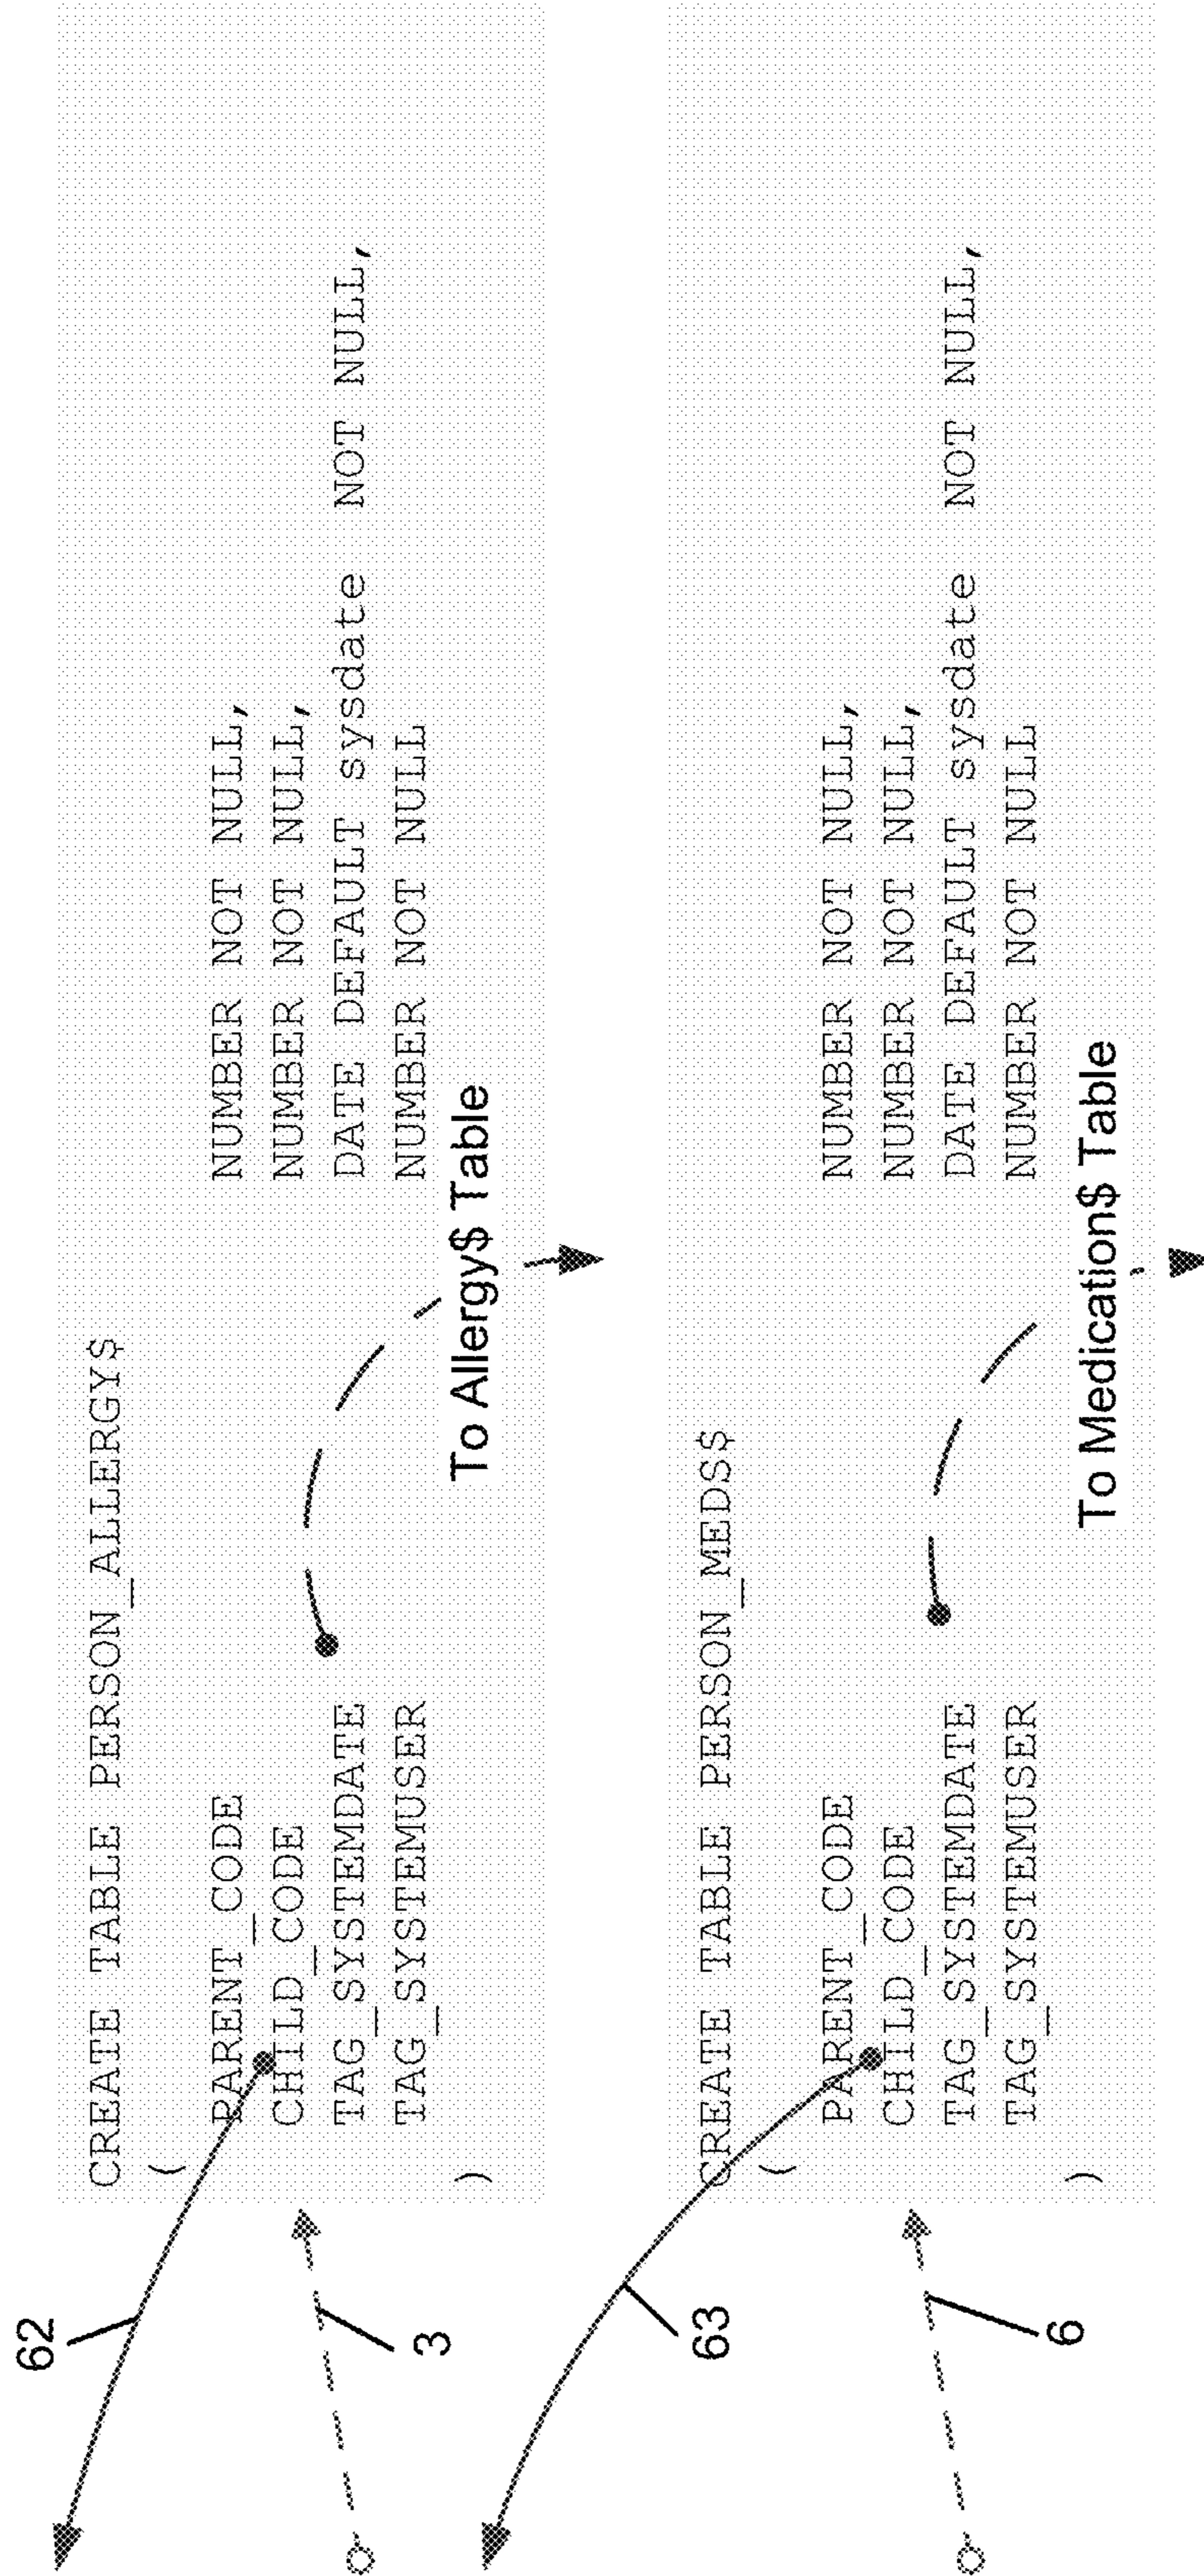 CREATE TABLE PERSON_ALLERGY$
(
PARENT_CODE NUMBER NOT NULL,
CHILD_CODE NUMBER NOT NULL,
TAG_SYSTEMDATE DATE DEFAULT sysdate NOT NULL,
TAG_SYSTEMUSER NUMBER NOT NULL
)
To Allergy$ Table
62
3
CREATE TABLE PERSON_MEDS$
(
PARENT_CODE NUMBER NOT NULL,
CHILD_CODE NUMBER NOT NULL,
TAG_SYSTEMDATE DATE DEFAULT sysdate NOT NULL,
TAG_SYSTEMUSER NUMBER NOT NULL
)
To Medication$ Table
63
6